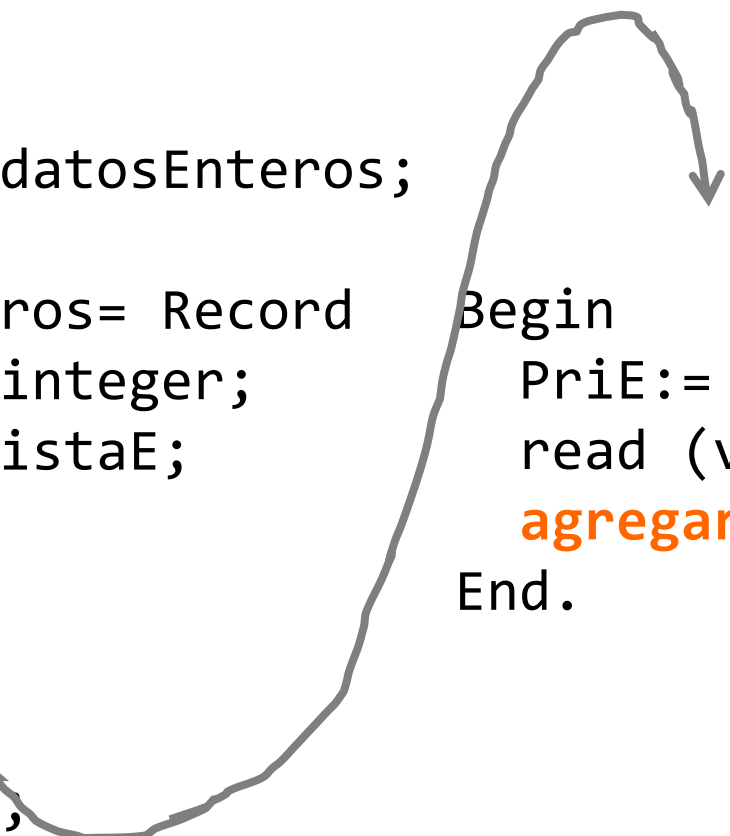 datosEnteros;
ros= Record
integer;
istaE;
;
Begin
PriE:=
read (v
agregar
End.